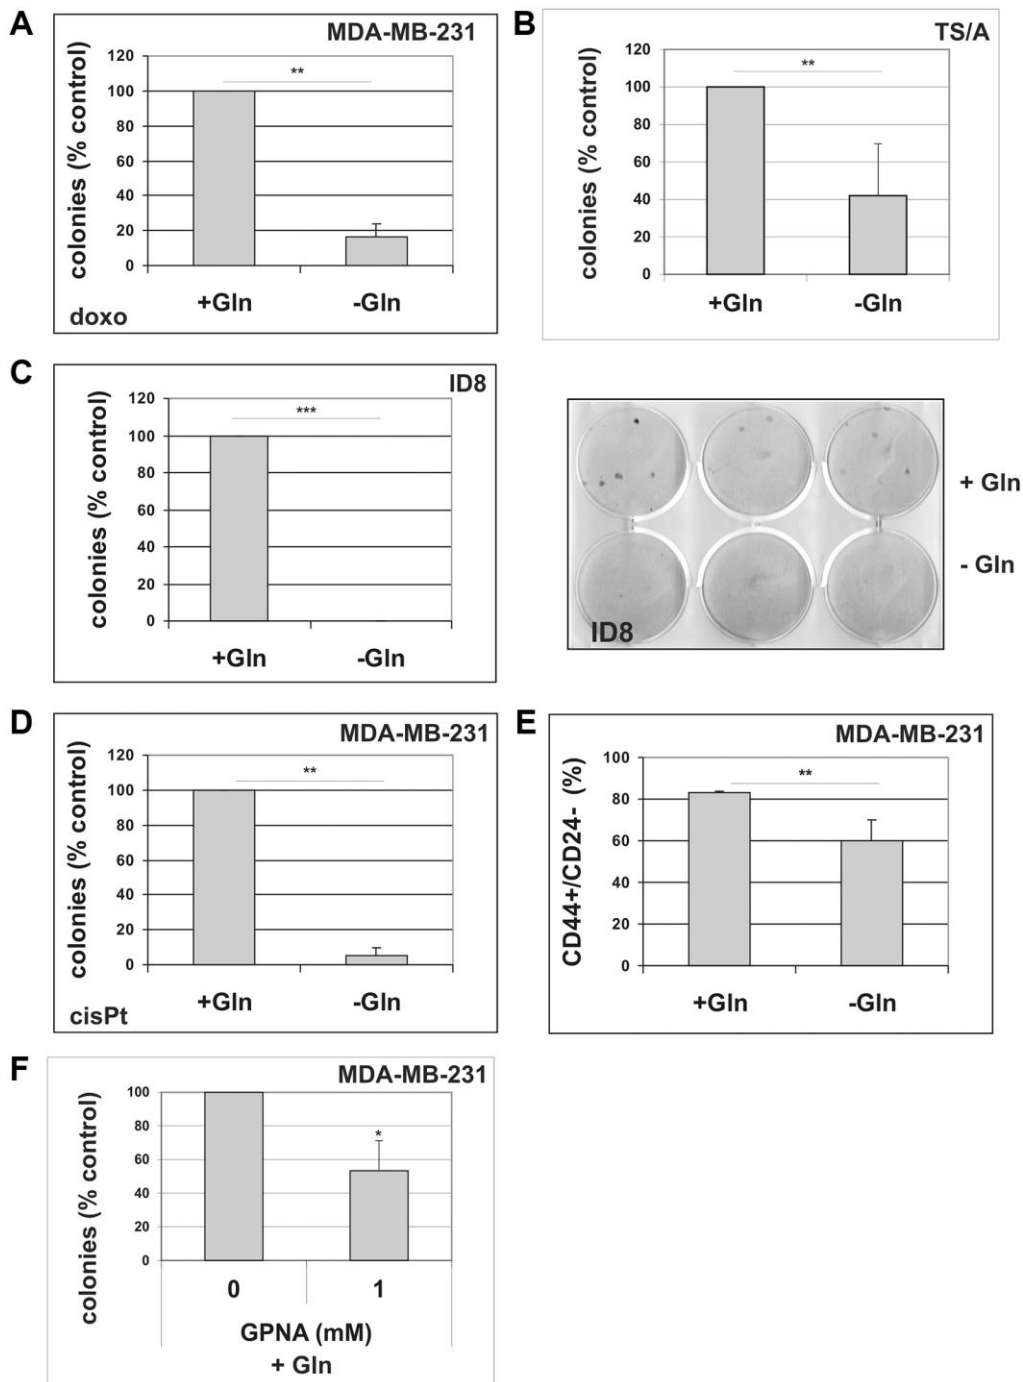 A
MDA-MB-231
colonies (% control)
120
100
80
60
40
20
0
**
+Gln
-Gln
doxo
B
TS/A
colonies (% control)
120
100
80
60
40
20
0
**
+Gln
-Gln
C
ID8
colonies (% control)
120
100
80
60
40
20
0
***
+Gln
-Gln
+ Gln
- Gln
ID8
D
MDA-MB-231
colonies (% control)
120
100
80
60
40
20
0
**
+Gln
-Gln
cisPt
E
MDA-MB-231
CD44+/CD24- (%)
100
80
60
40
20
0
**
+Gln
-Gln
F
MDA-MB-231
colonies (% control)
100
80
60
40
20
0
*
0
1
GPNA (mM)
+ Gln